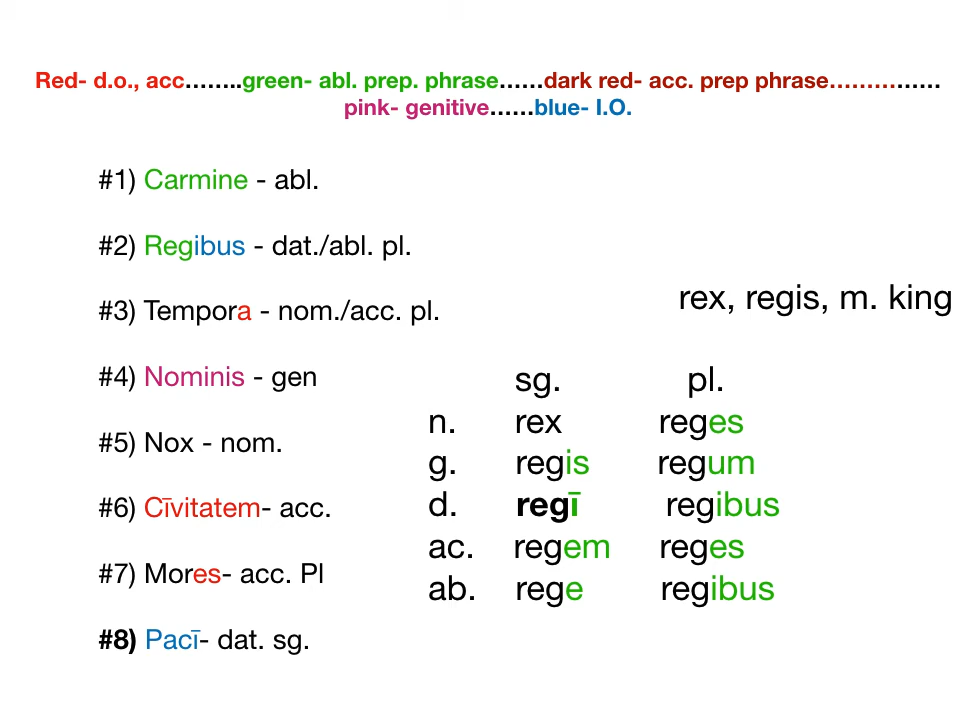 Red- d.o., acc……..green- abl. prep. phrase……dark red- acc. prep phrase……………
pink- genitive……blue- I.O.
#1) Carmine - abl.
#2) Regibus - dat./abl. pl.
#3) Tempora - nom./acc. pl.
#4) Nominis - gen
#5) Nox - nom.
#6) Cīvitatem- acc.
#7) Mores- acc. Pl
#8) Pacī- dat. sg.
rex, regis, m. king
sg. pl.
n. rex reges
g. regis regum
d. regī regibus
ac. regem reges
ab. rege regibus